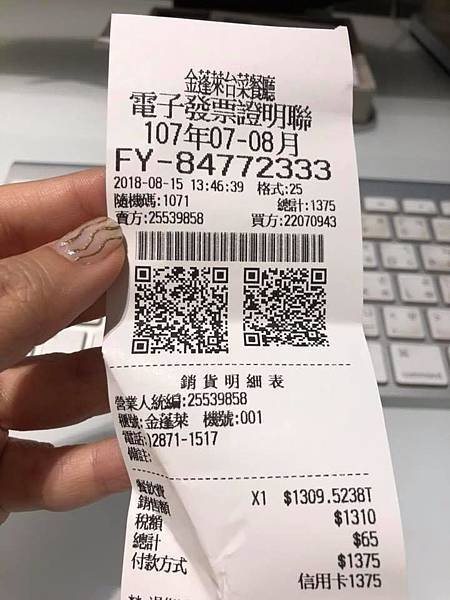 金蓬萊台菜餐廳
電子發票證明聯
107年07-08月
FY-84772333
2018-08-15 13:46:39 格式:25
隨機碼:1071 總計:1375
賣方:25539858 買方:22070943
銷貨明細表
營業人統編:25539858
櫃號:金蓬萊 機號:001
電話:)2871-1517
備註:
餐飲費 X1 $1309.5238T
銷售額 $1310
稅額 $65
總計 $1375
付款方式 信用卡1375